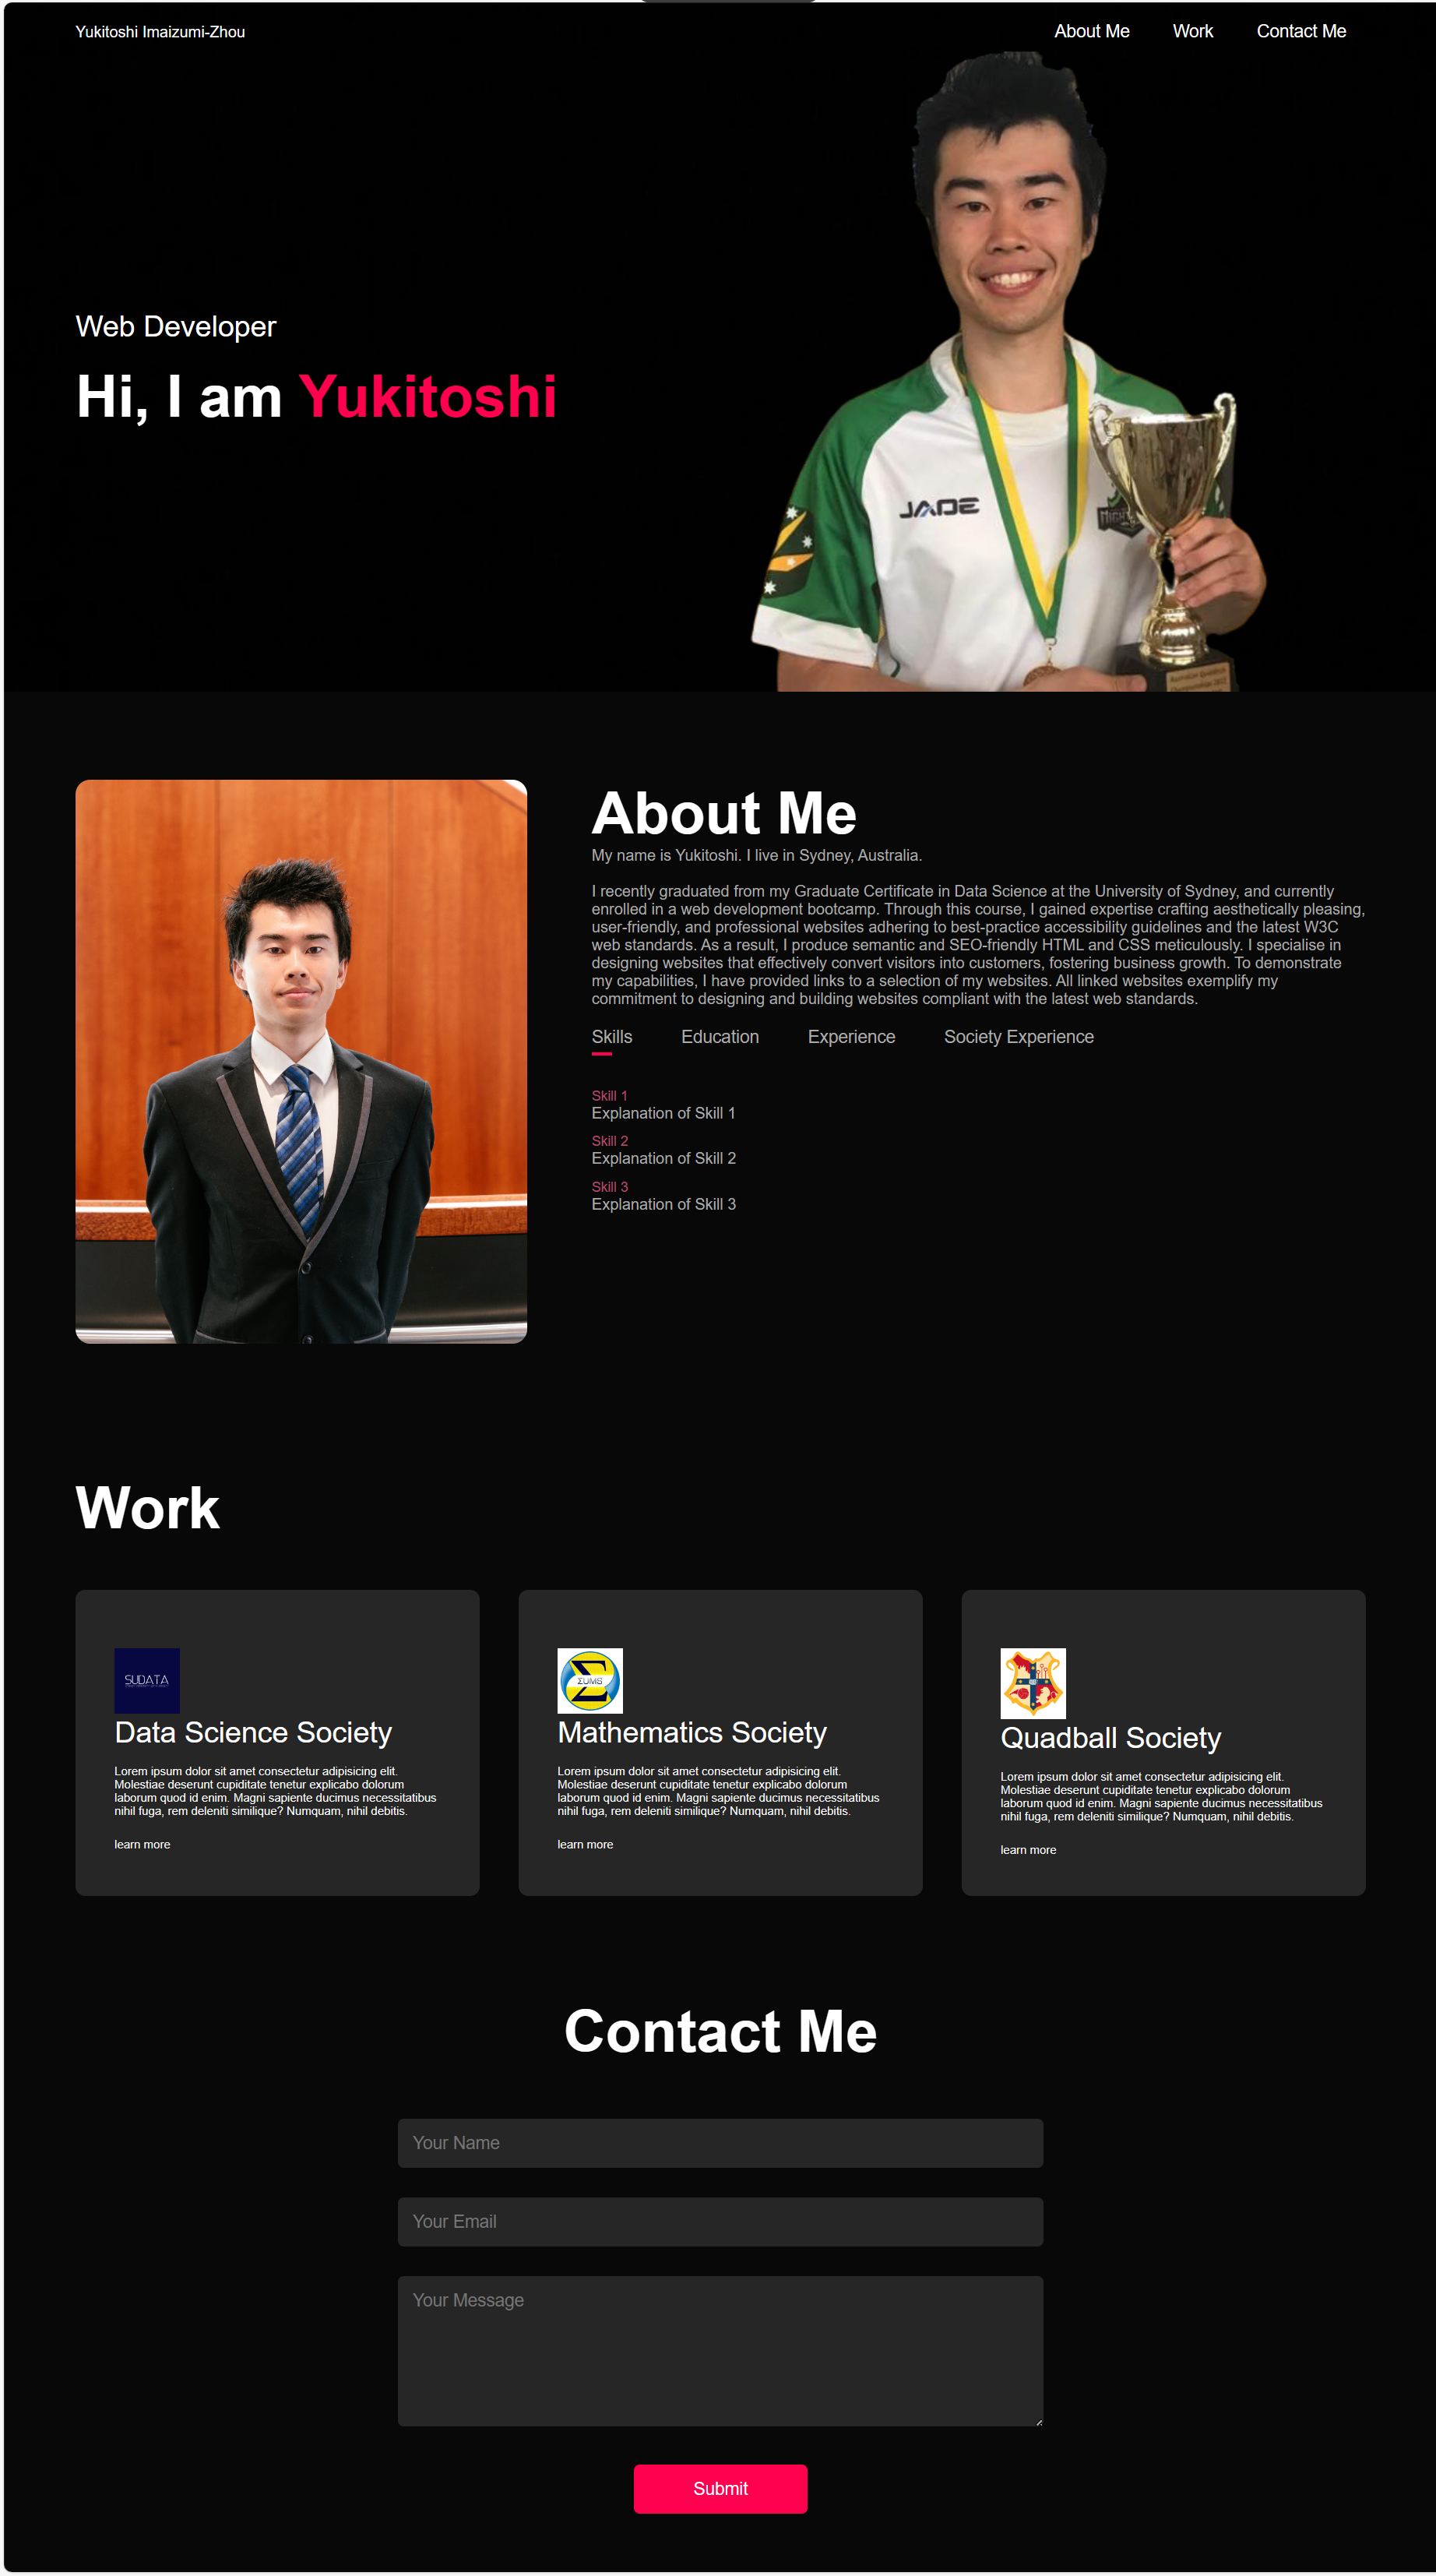 Yukitoshi Imaizumi-Zhou
About Me
Work
Contact Me
Web Developer
Hi, I am Yukitoshi
JADE
About Me
My name is Yukitoshi. I live in Sydney, Australia.
I recently graduated from my Graduate Certificate in Data Science at the University of Sydney, and currently
enrolled in a web development bootcamp. Through this course, I gained expertise crafting aesthetically pleasing,
user-friendly, and professional websites adhering to best-practice accessibility guidelines and the latest W3C
web standards. As a result, I produce semantic and SEO-friendly HTML and CSS meticulously. I specialise in
designing websites that effectively convert visitors into customers, fostering business growth. To demonstrate
my capabilities, I have provided links to a selection of my websites. All linked websites exemplify my
commitment to designing and building websites compliant with the latest web standards.
Skills
Education
Experience
Society Experience
Skill 1
Explanation of Skill 1
Skill 2
Explanation of Skill 2
Skill 3
Explanation of Skill 3
Work
SUDATA
Data Science Society
Lorem ipsum dolor sit amet consectetur adipisicing elit.
Molestiae deserunt cupiditate tenetur explicabo dolorum
laborum quod id enim. Magni sapiente ducimus necessitatibus
nihil fuga, rem deleniti similique? Numquam, nihil debitis.
learn more
ΣUMS
Mathematics Society
Lorem ipsum dolor sit amet consectetur adipisicing elit.
Molestiae deserunt cupiditate tenetur explicabo dolorum
laborum quod id enim. Magni sapiente ducimus necessitatibus
nihil fuga, rem deleniti similique? Numquam, nihil debitis.
learn more
Quadball Society
Lorem ipsum dolor sit amet consectetur adipisicing elit.
Molestiae deserunt cupiditate tenetur explicabo dolorum
laborum quod id enim. Magni sapiente ducimus necessitatibus
nihil fuga, rem deleniti similique? Numquam, nihil debitis.
learn more
Contact Me
Your Name
Your Email
Your Message
Submit